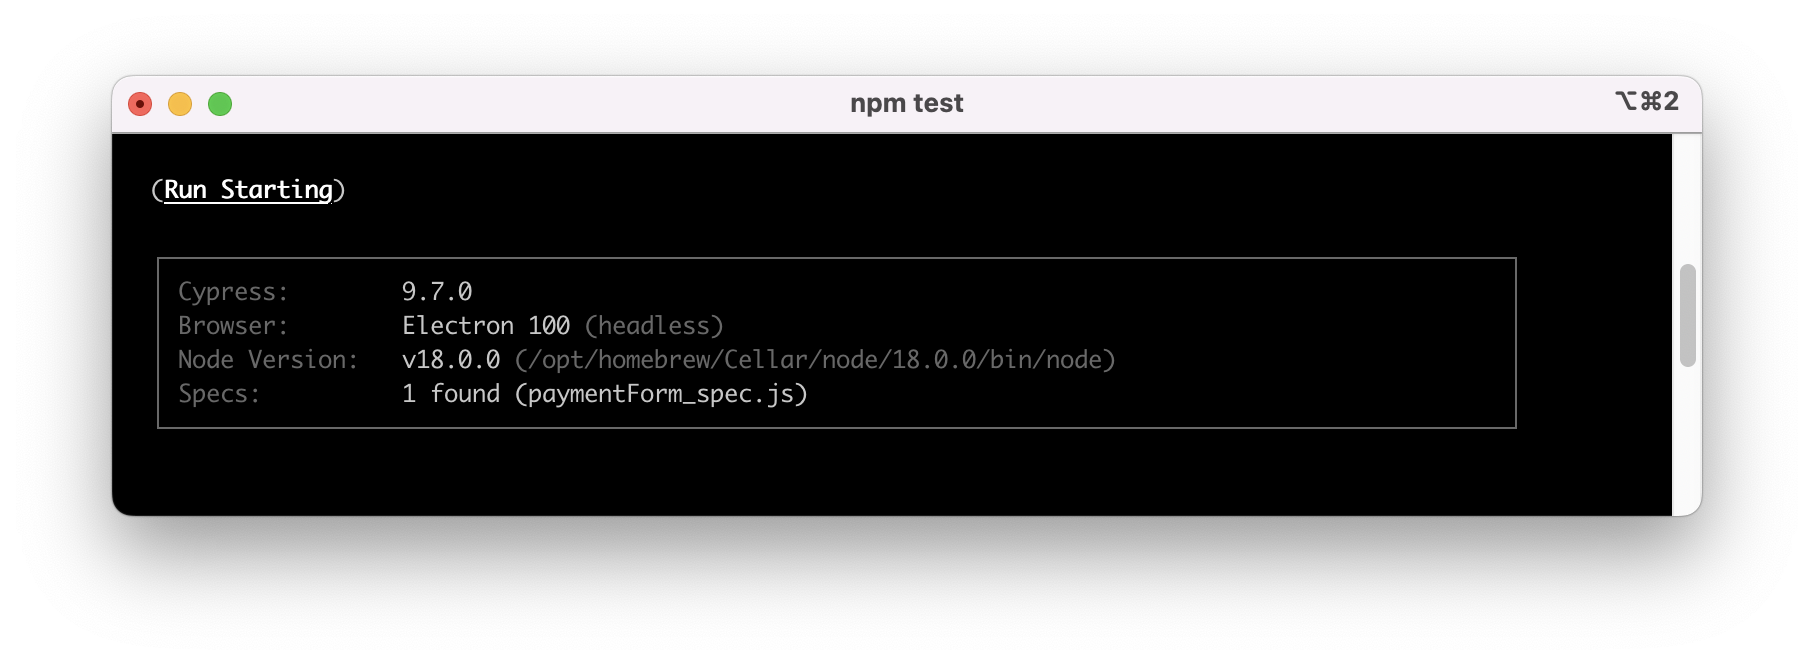 npm test
⌥⌘2
(Run Starting)
Cypress: 9.7.0
Browser: Electron 100 (headless)
Node Version: v18.0.0 (/opt/homebrew/Cellar/node/18.0.0/bin/node)
Specs: 1 found (paymentForm_spec.js)